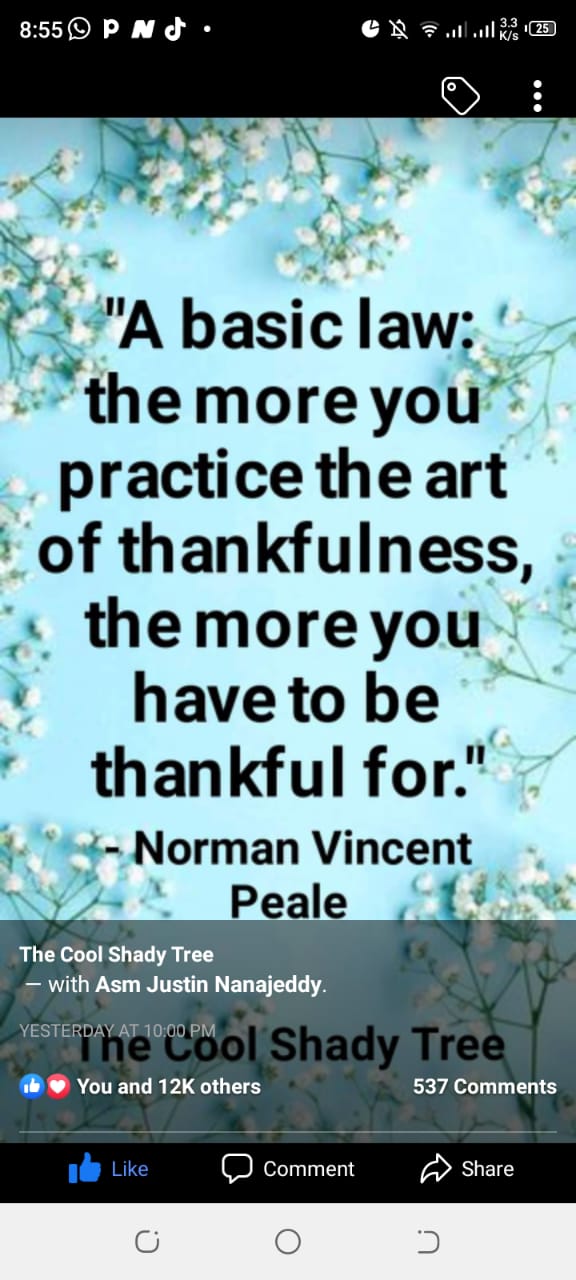 8:55
3.3
K/s
25
"A basic law:
the more you
practice the art
of thankfulness,
the more you
have to be
thankful for."
- Norman Vincent
Peale
The Cool Shady Tree
— with Asm Justin Nanajeddy.
YESTERDAY AT 10:00 PM
The Cool Shady Tree
You and 12K others
537 Comments
Like
Comment
Share